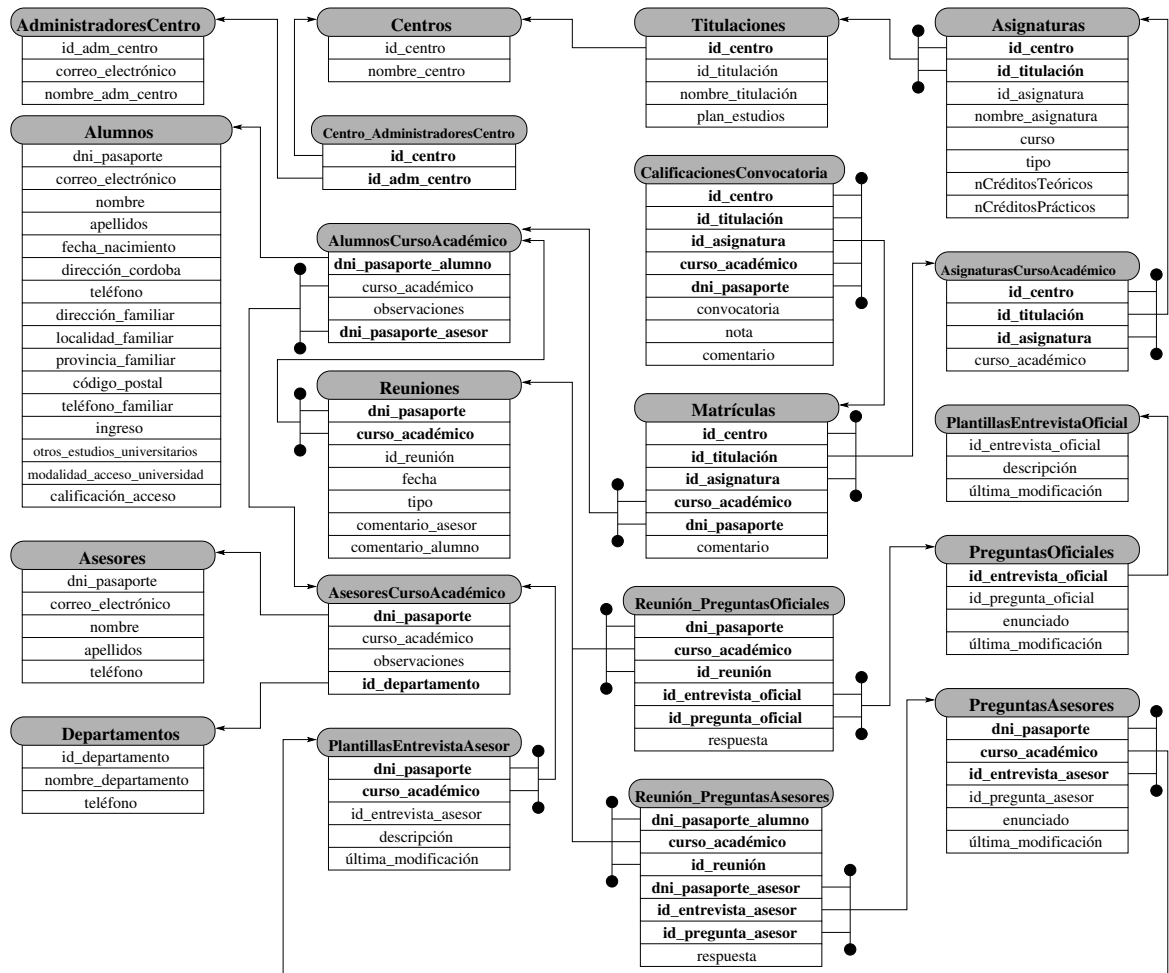 AdministradoresCentro
id_adm_centro
correo_electrónico
nombre_adm_centro
Centros
id_centro
nombre_centro
Titulaciones
id_centro
id_titulación
nombre_titulación
plan_estudios
Asignaturas
id_centro
id_titulación
id_asignatura
nombre_asignatura
curso
tipo
nCréditosTeóricos
nCréditosPrácticos
Alumnos
dni_pasaporte
correo_electrónico
nombre
apellidos
fecha_nacimiento
dirección_cordoba
teléfono
dirección_familiar
localidad_familiar
provincia_familiar
código_postal
teléfono_familiar
ingreso
otros_estudios_universitarios
modalidad_acceso_universidad
calificación_acceso
Centro_AdministradoresCentro
id_centro
id_adm_centro
CalificacionesConvocatoria
id_centro
id_titulación
id_asignatura
curso_académico
dni_pasaporte
convocatoria
nota
comentario
AlumnosCursoAcadémico
dni_pasaporte_alumno
curso_académico
observaciones
dni_pasaporte_asesor
AsignaturasCursoAcadémico
id_centro
id_titulación
id_asignatura
curso_académico
Reuniones
dni_pasaporte
curso_académico
id_reunión
fecha
tipo
comentario_asesor
comentario_alumno
Matrículas
id_centro
id_titulación
id_asignatura
curso_académico
dni_pasaporte
comentario
PlantillasEntrevistaOficial
id_entrevista_oficial
descripción
última_modificación
Asesores
dni_pasaporte
correo_electrónico
nombre
apellidos
teléfono
AsesoresCursoAcadémico
dni_pasaporte
curso_académico
observaciones
id_departamento
Reunión_PreguntasOficiales
dni_pasaporte
curso_académico
id_reunión
id_entrevista_oficial
id_pregunta_oficial
respuesta
PreguntasOficiales
id_entrevista_oficial
id_pregunta_oficial
enunciado
última_modificación
Departamentos
id_departamento
nombre_departamento
teléfono
PlantillasEntrevistaAsesor
dni_pasaporte
curso_académico
id_entrevista_asesor
descripción
última_modificación
Reunión_PreguntasAsesores
dni_pasaporte_alumno
curso_académico
id_reunión
dni_pasaporte_asesor
id_entrevista_asesor
id_pregunta_asesor
respuesta
PreguntasAsesores
dni_pasaporte
curso_académico
id_entrevista_asesor
id_pregunta_asesor
enunciado
última_modificación